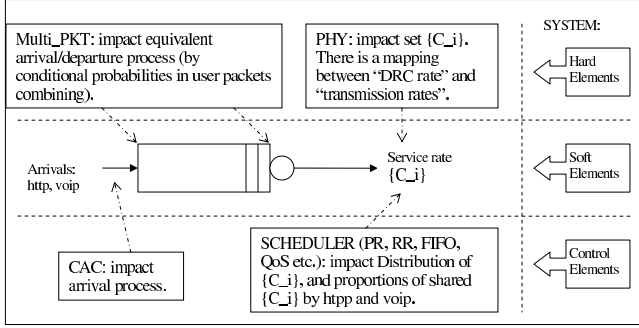 SYSTEM:
Multi_PKT: impact equivalent
arrival/departure process (by
conditional probabilities in user packets
combining).
PHY: impact set {C_i}.
There is a mapping
between “DRC rate” and
“transmission rates”.
Hard
Elements
Arrivals:
http, voip
Service rate
{C_i}
Soft
Elements
CAC: impact
arrival process.
SCHEDULER (PR, RR, FIFO,
QoS etc.): impact Distribution of
{C_i}, and proportions of shared
{C_i} by htpp and voip.
Control
Elements